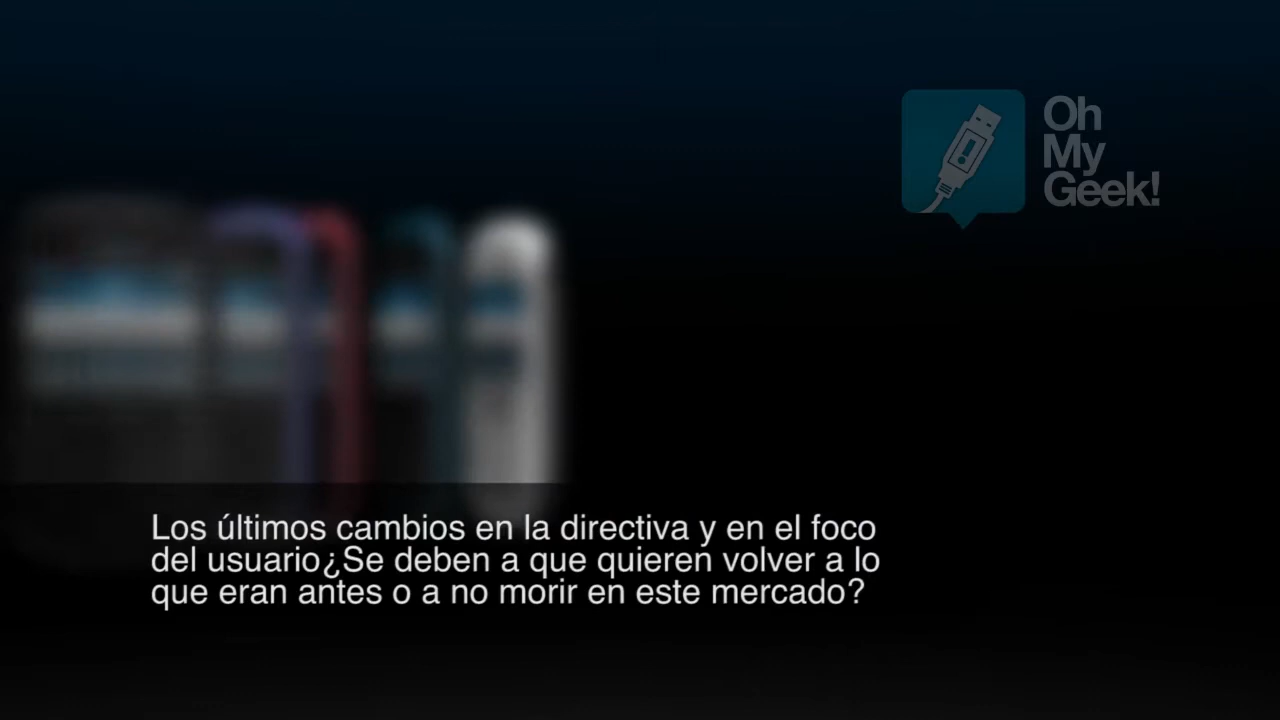 Oh
My
Geek!
Los últimos cambios en la directiva y en el foco
del usuario¿Se deben a que quieren volver a lo
que eran antes o a no morir en este mercado?